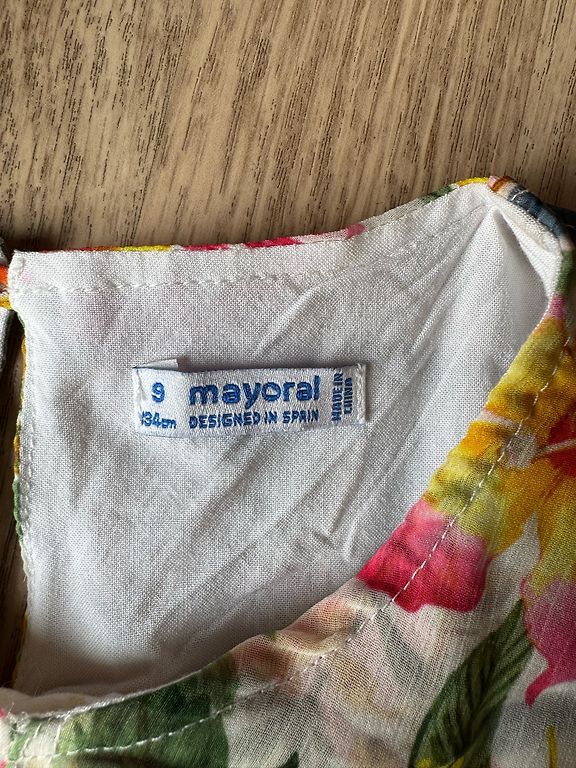 9 mayoral
134cm DESIGNED IN SPAIN
MADE IN
CHINA